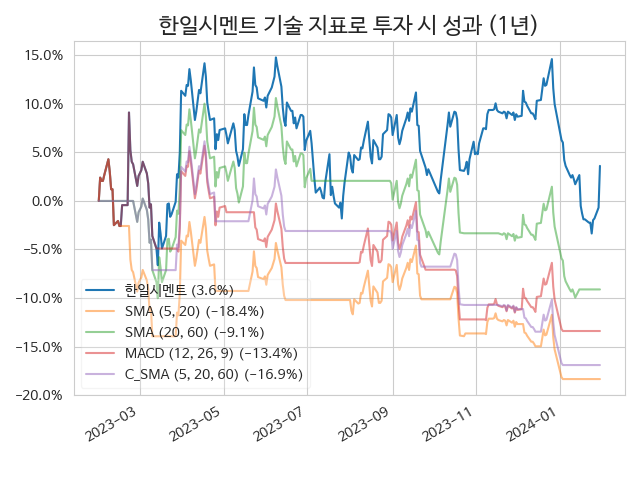 한일시멘트 기술 지표로 투자 시 성과 (1년)
15.0%
10.0%
5.0%
0.0%
−5.0%
−10.0%
−15.0%
−20.0%
한일시멘트 (3.6%)
SMA (5, 20) (−18.4%)
SMA (20, 60) (−9.1%)
MACD (12, 26, 9) (−13.4%)
C_SMA (5, 20, 60) (−16.9%)
2023−03
2023−05
2023−07
2023−09
2023−11
2024−01